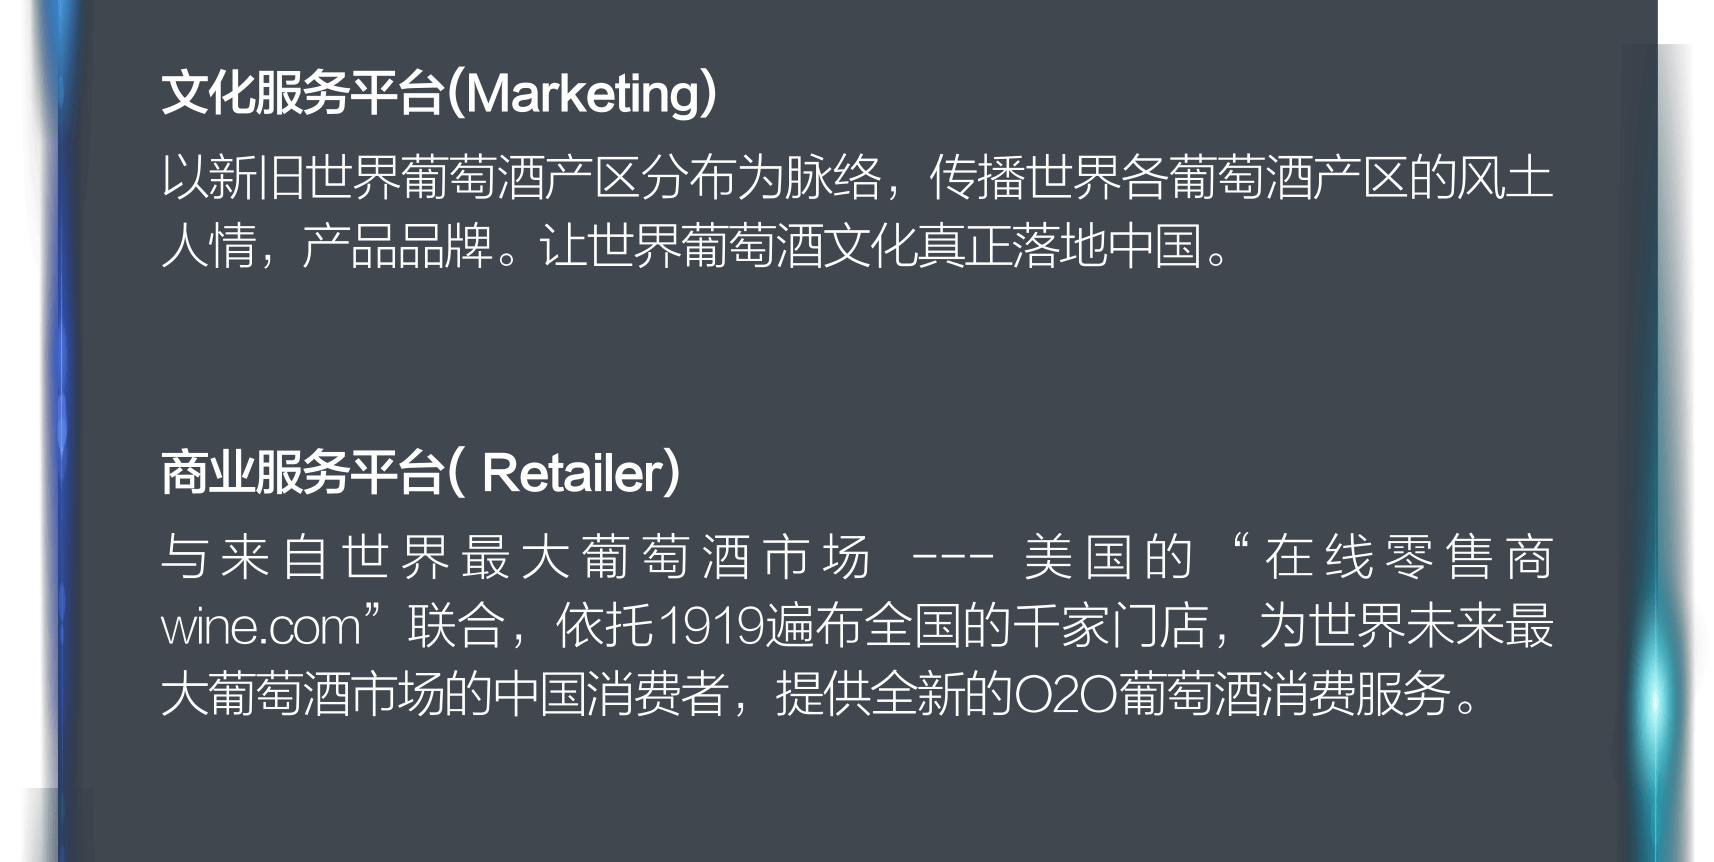 文化服务平台(Marketing)
以新旧世界葡萄酒产区分布为脉络，传播世界各葡萄酒产区的风土
人情，产品品牌。让世界葡萄酒文化真正落地中国。
商业服务平台( Retailer)
与来自世界最大葡萄酒市场 --- 美国的 “在线零售商
wine.com” 联合，依托1919遍布全国的千家门店，为世界未来最
大葡萄酒市场的中国消费者，提供全新的O2O葡萄酒消费服务。